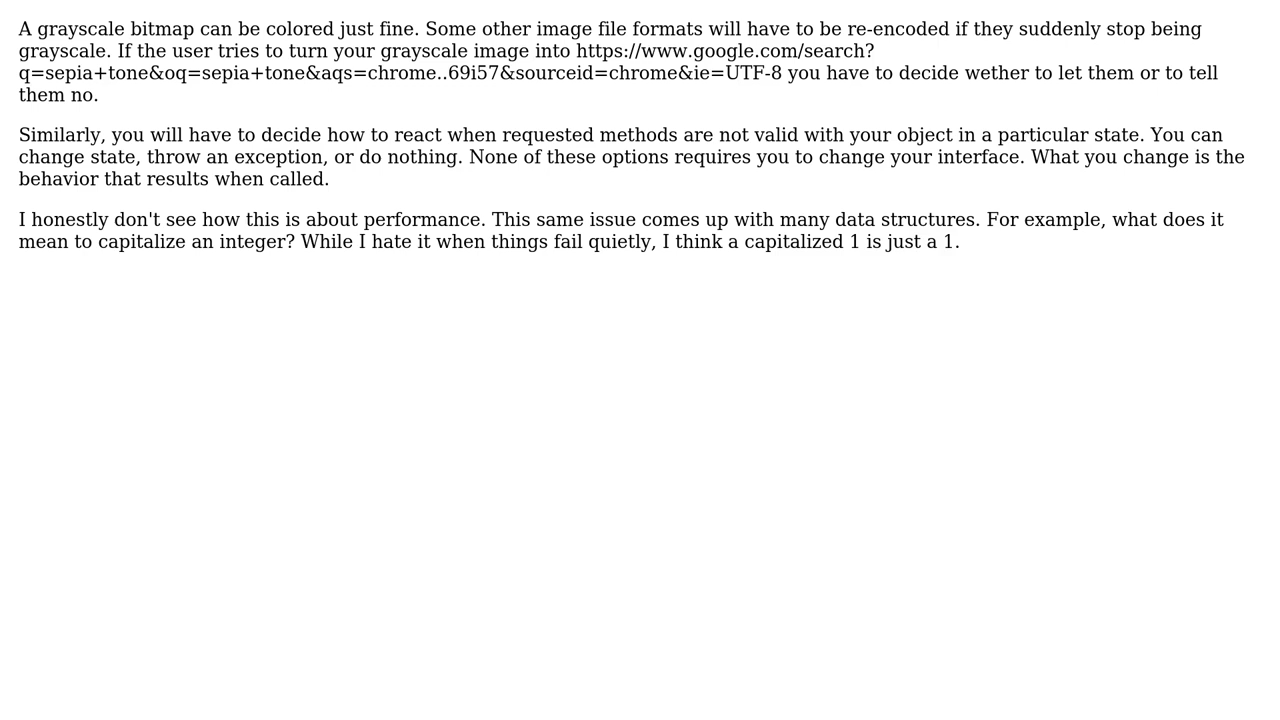 A grayscale bitmap can be colored just fine. Some other image file formats will have to be re-encoded if they suddenly stop being
grayscale. If the user tries to turn your grayscale image into https://www.google.com/search?
q=sepia+tone&oq=sepia+tone&aqs=chrome..69i57&sourceid=chrome&ie=UTF-8 you have to decide wether to let them or to tell
them no.
Similarly, you will have to decide how to react when requested methods are not valid with your object in a particular state. You can
change state, throw an exception, or do nothing. None of these options requires you to change your interface. What you change is the
behavior that results when called.
I honestly don't see how this is about performance. This same issue comes up with many data structures. For example, what does it
mean to capitalize an integer? While I hate it when things fail quietly, I think a capitalized 1 is just a 1.